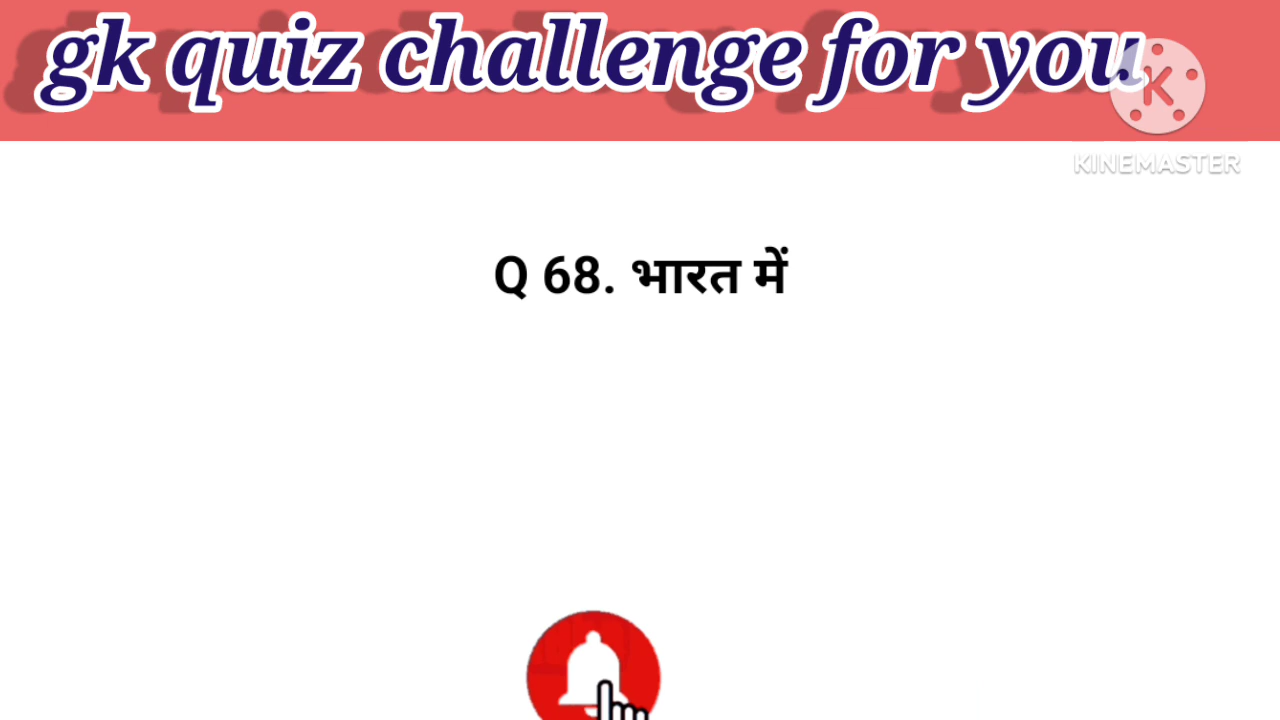 gk quiz challenge for you
K
KINEMASTER
Q 68. भारत में